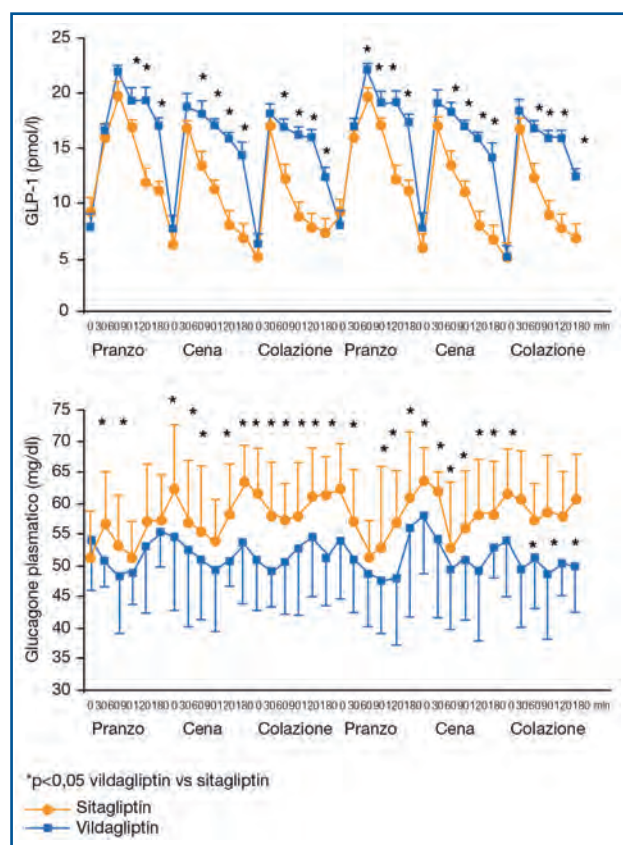 GLP-1 (pmol/l)
25
20
15
10
5
0
0 30 60 90 120 180 0 30 60 90 120 180 0 30 60 90 120 180 0 30 60 90 120 180 0 30 60 90 120 180 0 30 60 90 120 180 min
Pranzo Cena Colazione Pranzo Cena Colazione
Glucagone plasmatico (mg/dl)
75
70
65
60
55
50
45
40
35
30
0 30 60 90 120 180 0 30 60 90 120 180 0 30 60 90 120 180 0 30 60 90 120 180 0 30 60 90 120 180 0 30 60 90 120 180 min
Pranzo Cena Colazione Pranzo Cena Colazione
*p<0,05 vildagliptin vs sitagliptin
Sitagliptin
Vildagliptin